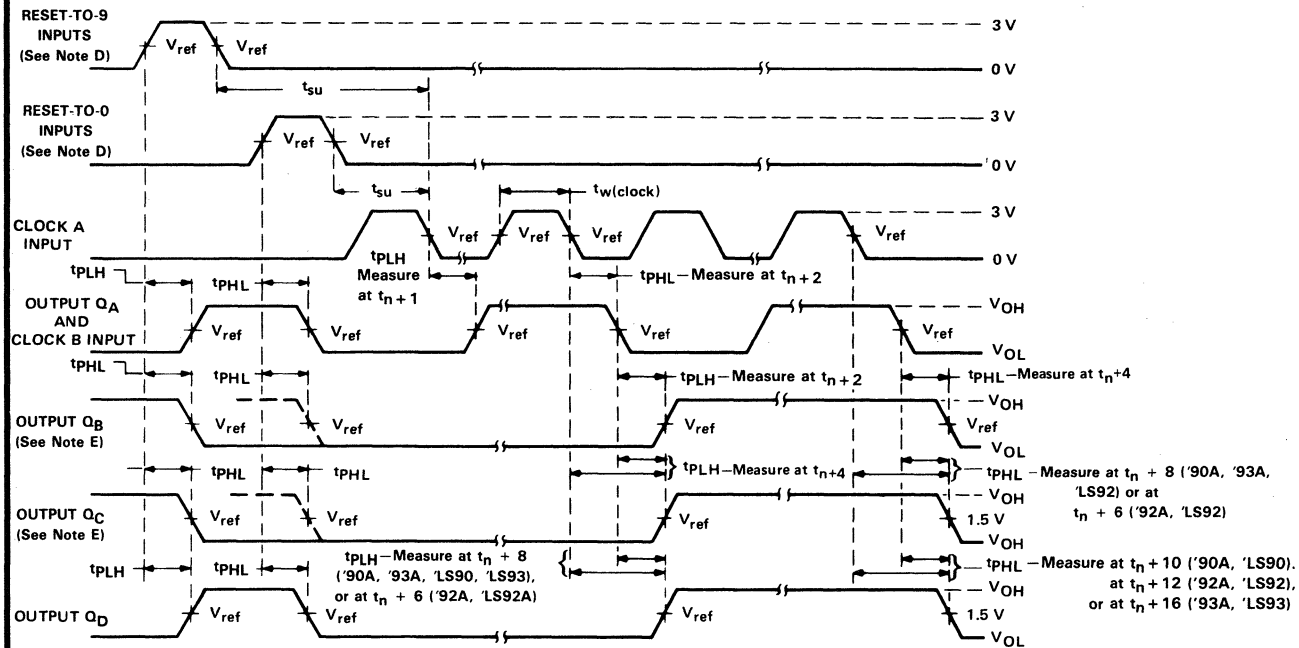 RESET-TO-9
INPUTS
(See Note D)
Vref
Vref
3 V
0 V
tsu
RESET-TO-0
INPUTS
(See Note D)
Vref
Vref
3 V
0 V
tsu
tw(clock)
CLOCK A
INPUT
Vref
Vref
Vref
Vref
3 V
0 V
tPLH
tPHL
tPLH
Measure
at tn+1
tPHL—Measure at tn+2
OUTPUT QA
AND
CLOCK B INPUT
Vref
Vref
Vref
Vref
Vref
VOH
VOL
tPHL
tPHL
tPLH—Measure at tn+2
tPHL—Measure at tn+4
OUTPUT QB
(See Note E)
Vref
Vref
Vref
VOH
Vref
VOL
tPHL
tPHL
tPLH—Measure at tn+4
tPHL — Measure at tn + 8 ('90A, '93A,
'LS92) or at
tn + 6 ('92A, 'LS92)
OUTPUT QC
(See Note E)
Vref
Vref
Vref
VOH
1.5 V
VOH
tPLH
tPHL
tPLH—Measure at tn + 8
('90A, '93A, 'LS90, 'LS93),
or at tn + 6 ('92A, 'LS92A)
tPHL — Measure at tn+10 ('90A, 'LS90).
at tn+12 ('92A, 'LS92),
or at tn+16 ('93A, 'LS93)
OUTPUT QD
Vref
Vref
Vref
VOH
1.5 V
VOL